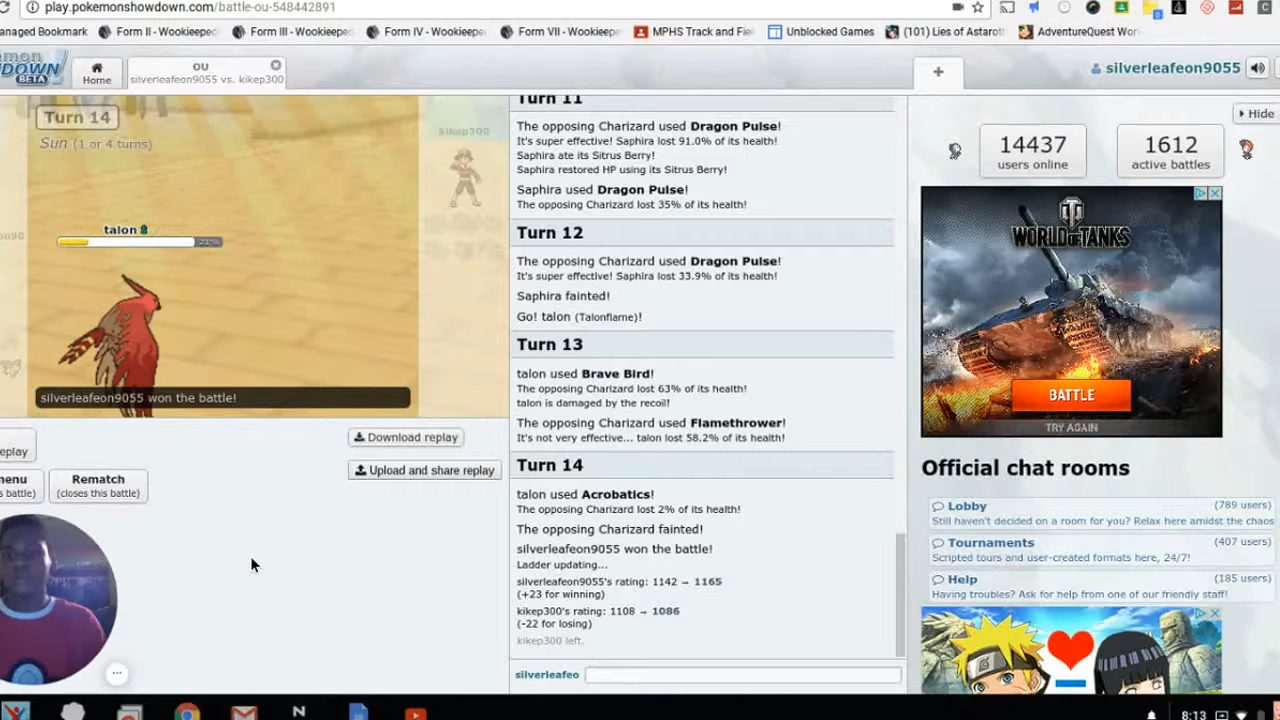 play.pokemonshowdown.com/battle-ou-548442891
anaged Bookmark
Form II - Wookieeped
Form III - Wookieeped
Form IV - Wookieepe
Form VII - Wookieepe
MPHS Track and Fiel
Unblocked Games
(101) Lies of Astaroth
AdventureQuest Wor
mon
OWDOWN
BETA
Home
OU
silverleafeon9055 vs. kikep300
+
silverleafeon9055
Turn 14
Sun (1 or 4 turns)
kikep300
on90
talon
silverleafeon9055 won the battle!
eplay
Download replay
Upload and share replay
nenu
s battle)
Rematch
(closes this battle)
Turn 11
The opposing Charizard used Dragon Pulse!
It's super effective! Saphira lost 91.0% of its health!
Saphira ate its Sitrus Berry!
Saphira restored HP using its Sitrus Berry!
Saphira used Dragon Pulse!
The opposing Charizard lost 35% of its health!
Turn 12
The opposing Charizard used Dragon Pulse!
It's super effective! Saphira lost 33.9% of its health!
Saphira fainted!
Go! talon (Talonflame)!
Turn 13
talon used Brave Bird!
The opposing Charizard lost 63% of its health!
talon is damaged by the recoil!
The opposing Charizard used Flamethrower!
It's not very effective... talon lost 58.2% of its health!
Turn 14
talon used Acrobatics!
The opposing Charizard lost 2% of its health!
The opposing Charizard fainted!
silverleafeon9055 won the battle!
Ladder updating...
silverleafeon9055's rating: 1142 → 1165
(+23 for winning)
kikep300's rating: 1108 → 1086
(-22 for losing)
kikep300 left.
silverleafeo
Hide
14437
users online
1612
active battles
WORLD OF TANKS
BATTLE
TRY AGAIN
Official chat rooms
Lobby
(789 users)
Still haven't decided on a room for you? Relax here amidst the chaos
Tournaments
(407 users)
Scripted tours and user-created formats here, 24/7!
Help
(185 users)
Having troubles? Ask for help from one of our friendly staff!
8:13